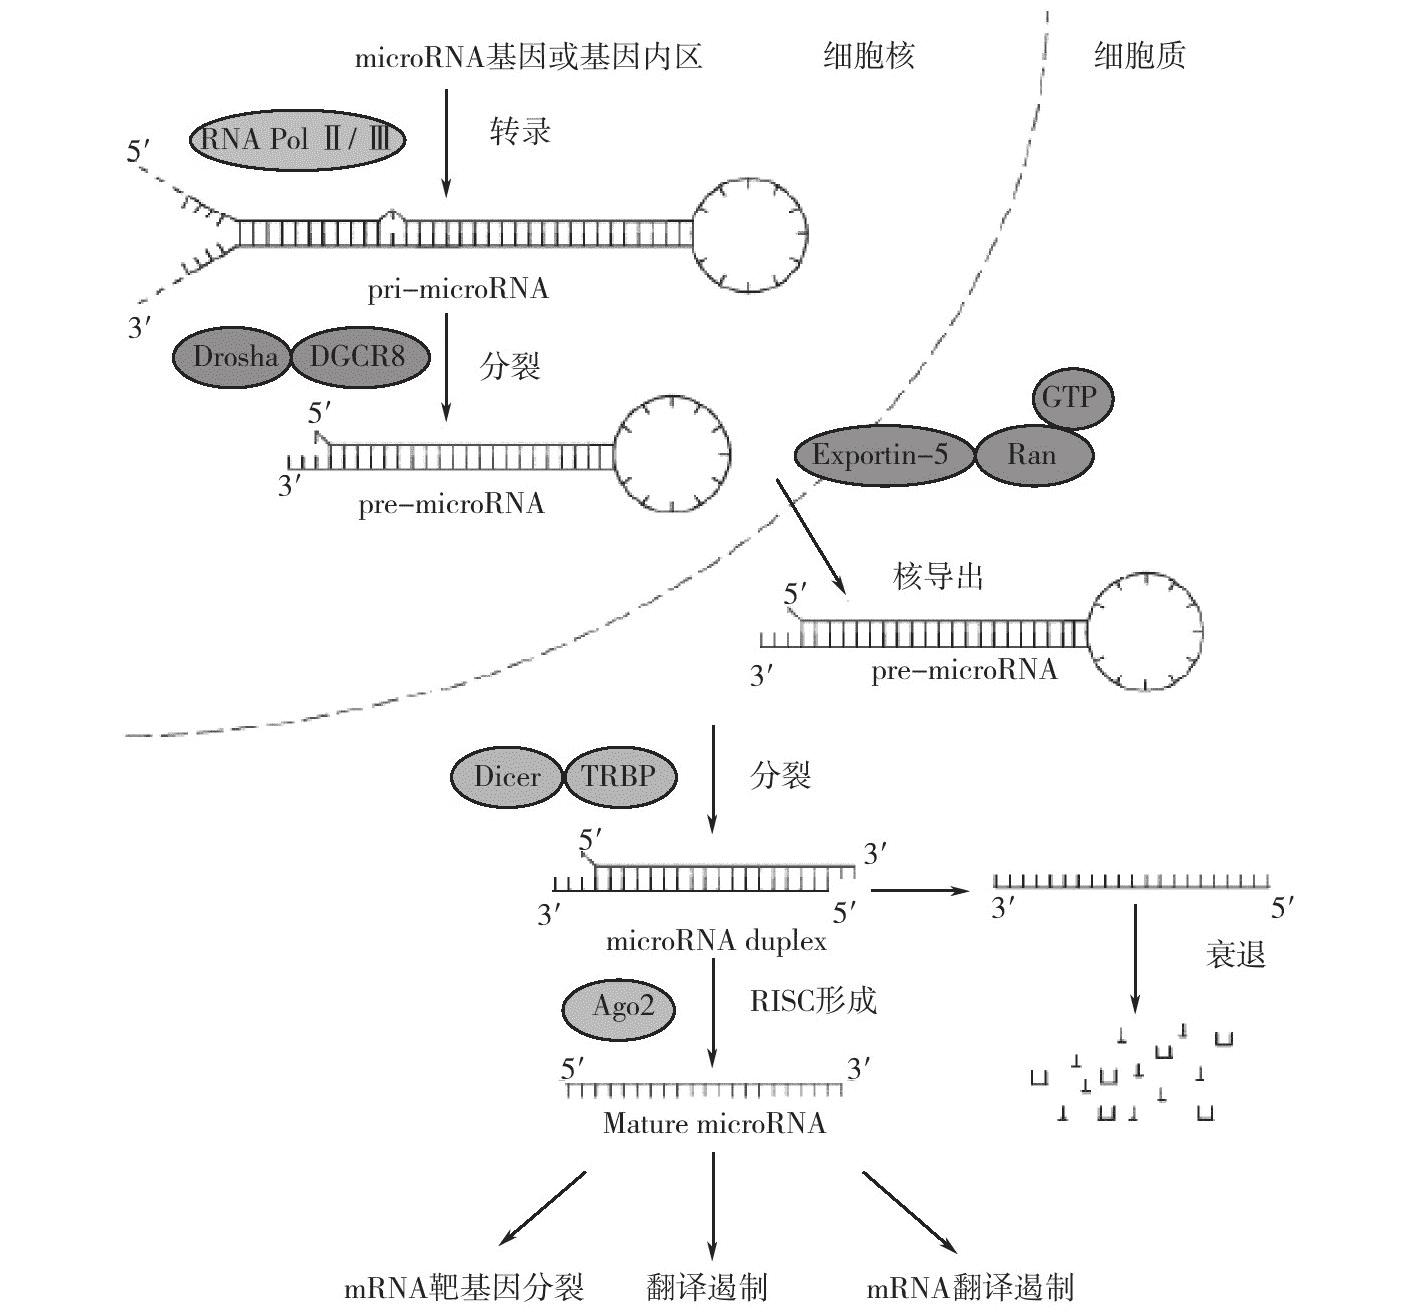 microRNA基因或基因内区
细胞核
细胞质
RNA Pol Ⅱ/ Ⅲ
转录
5′
pri-microRNA
3′
Drosha
DGCR8
分裂
5′
3′
pre-microRNA
GTP
Exportin-5
Ran
核导出
5′
3′
pre-microRNA
Dicer
TRBP
分裂
5′
3′
3′
5′
microRNA duplex
3′
5′
衰退
Ago2
RISC形成
5′
3′
Mature microRNA
mRNA靶基因分裂
翻译遏制
mRNA翻译遏制